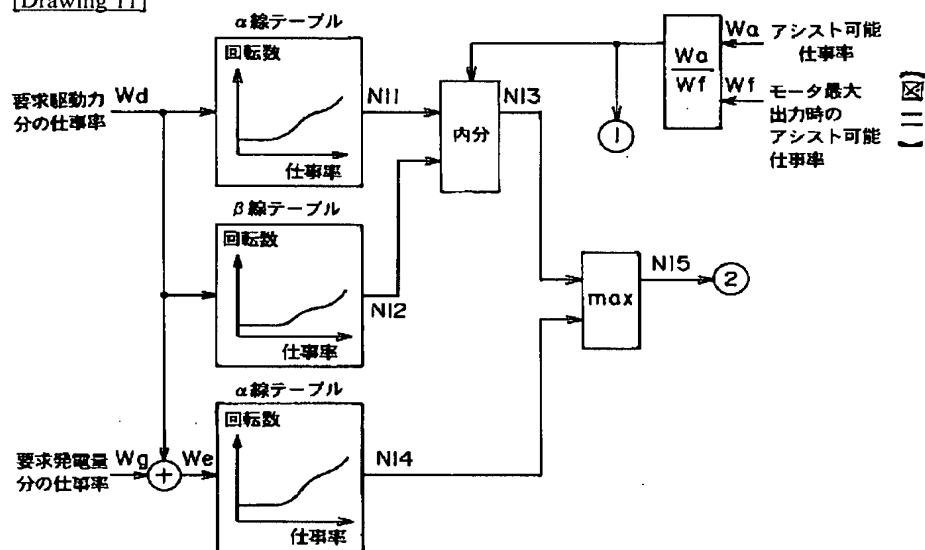 [Drawing 11]
α線テーブル
回転数
仕事率
要求駆動力
分の仕事率
Wd
N11
β線テーブル
回転数
仕事率
N12
α線テーブル
回転数
仕事率
要求発電量
分の仕事率
Wg
+
We
N14
内分
N13
1
Wa
Wf
Wa
アシスト可能
仕事率
Wf
モータ最大
出力時の
アシスト可能
仕事率
max
N15
2
【図11】